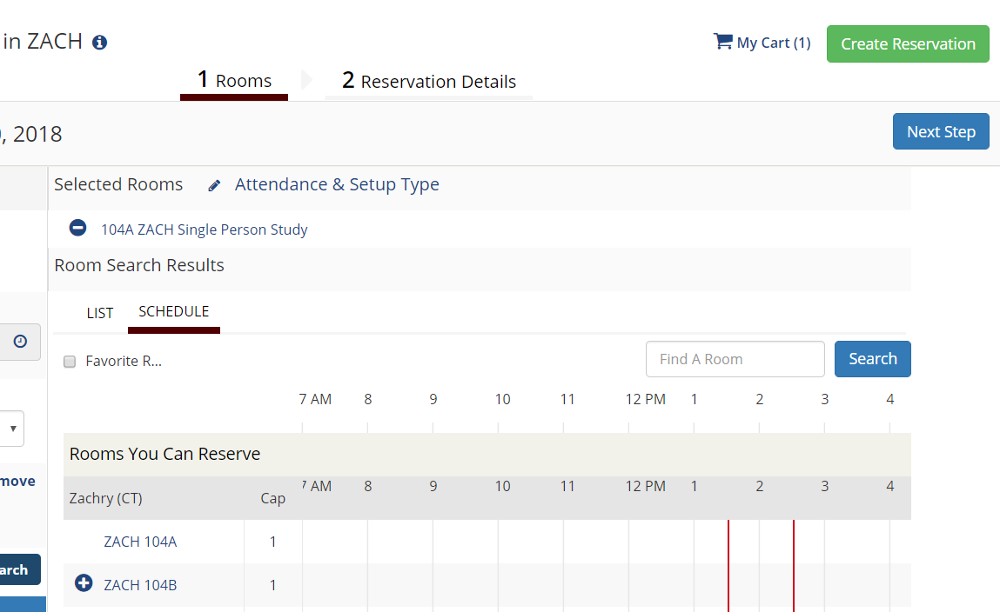 in ZACH
My Cart (1)
Create Reservation
1 Rooms
2 Reservation Details
, 2018
Next Step
Selected Rooms
Attendance & Setup Type
104A ZACH Single Person Study
Room Search Results
LIST
SCHEDULE
Favorite R...
Find A Room
Search
7 AM 8 9 10 11 12 PM 1 2 3 4
Rooms You Can Reserve
7 AM 8 9 10 11 12 PM 1 2 3 4
Zachry (CT) Cap
move
ZACH 104A 1
arch
ZACH 104B 1